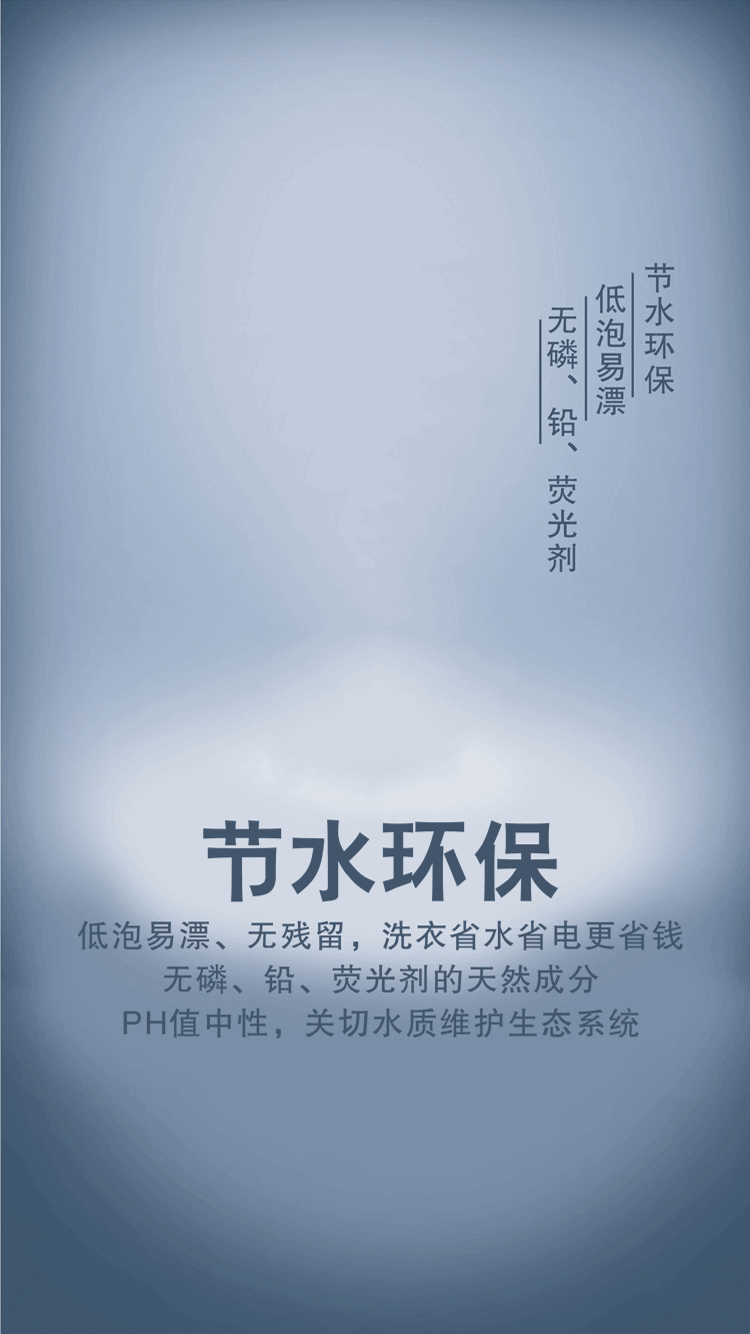 节水环保
低泡易漂
无磷、铅、荧光剂
节水环保
低泡易漂、无残留，洗衣省水省电更省钱
无磷、铅、荧光剂的天然成分
PH值中性，关切水质维护生态系统